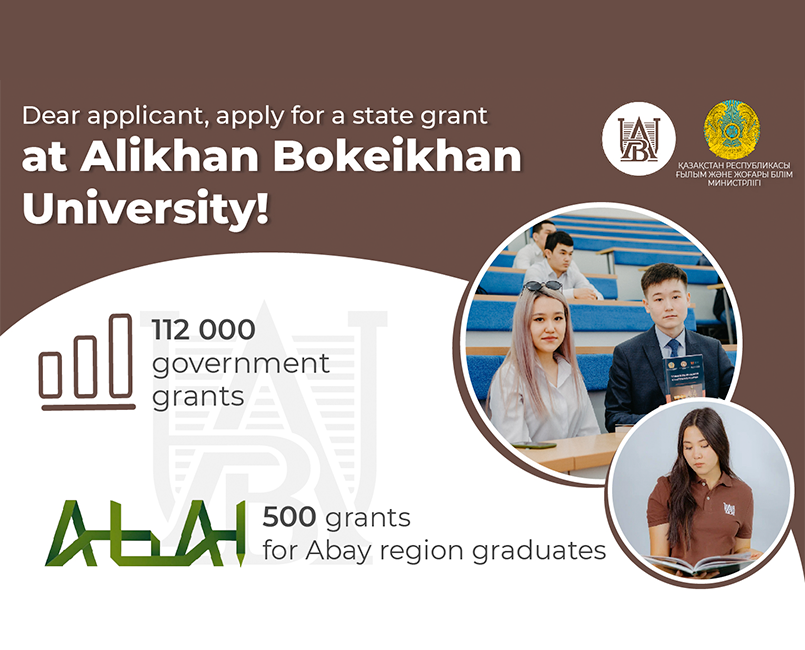 Dear applicant, apply for a state grant
at Alikhan Bokeikhan
University!
ҚАЗАҚСТАН РЕСПУБЛИКАСЫ
ҒЫЛЫМ ЖӘНЕ ЖОҒАРЫ БІЛІМ
МИНИСТРЛІГІ
112 000
government
grants
AbAI
500 grants
for Abay region graduates